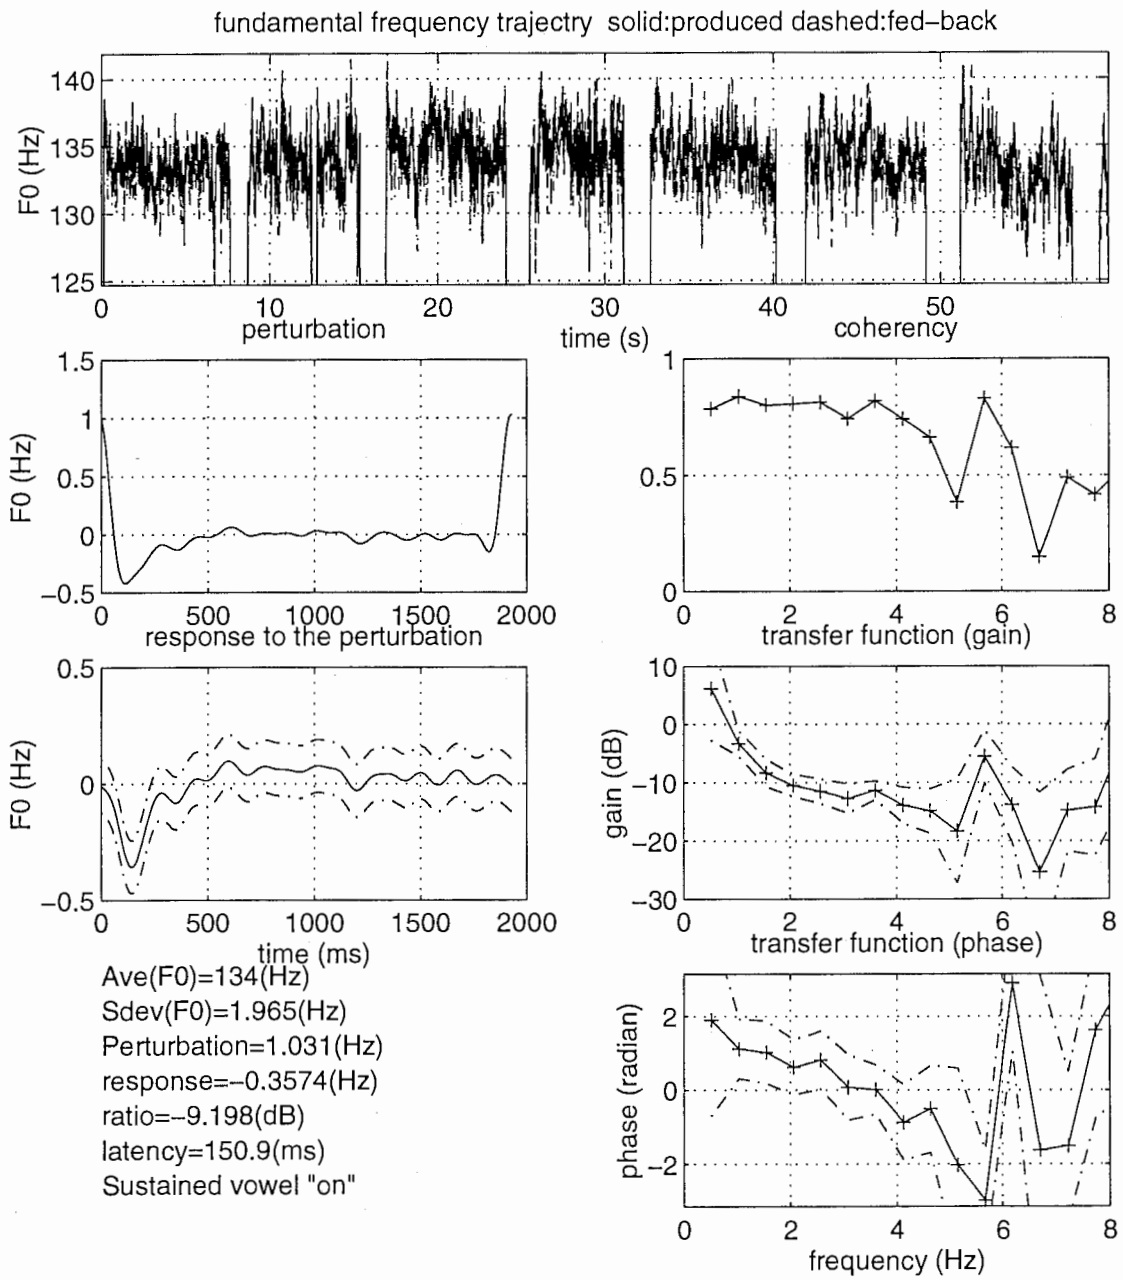 fundamental frequency trajectry solid:produced dashed:fed−back
F0 (Hz)
140
135
130
125
0 10 20 30 40 50
time (s)
perturbation
F0 (Hz)
1.5
1
0.5
0
−0.5
0 500 1000 1500 2000
coherency
1
0.5
0
0 2 4 6 8
response to the perturbation
F0 (Hz)
0.5
0
−0.5
0 500 1000 1500 2000
time (ms)
transfer function (gain)
gain (dB)
10
0
−10
−20
−30
0 2 4 6 8
transfer function (phase)
phase (radian)
2
0
−2
0 2 4 6 8
frequency (Hz)
Ave(F0)=134(Hz)
Sdev(F0)=1.965(Hz)
Perturbation=1.031(Hz)
response=−0.3574(Hz)
ratio=−9.198(dB)
latency=150.9(ms)
Sustained vowel "on"